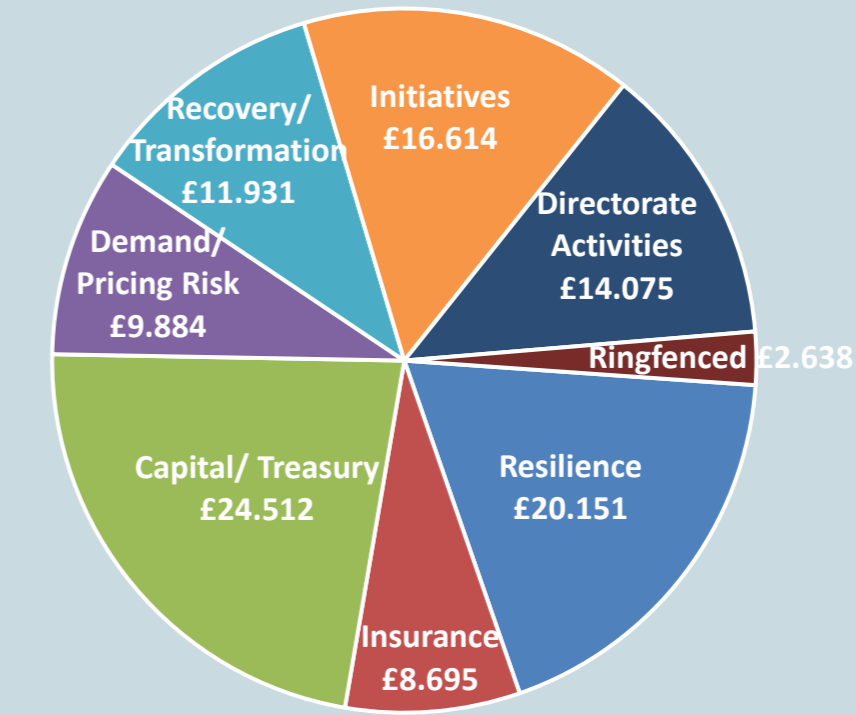 Initiatives
£16.614
Recovery/
Transformation
£11.931
Directorate
Activities
£14.075
Demand/
Pricing Risk
£9.884
Ringfenced £2.638
Capital/ Treasury
£24.512
Resilience
£20.151
Insurance
£8.695